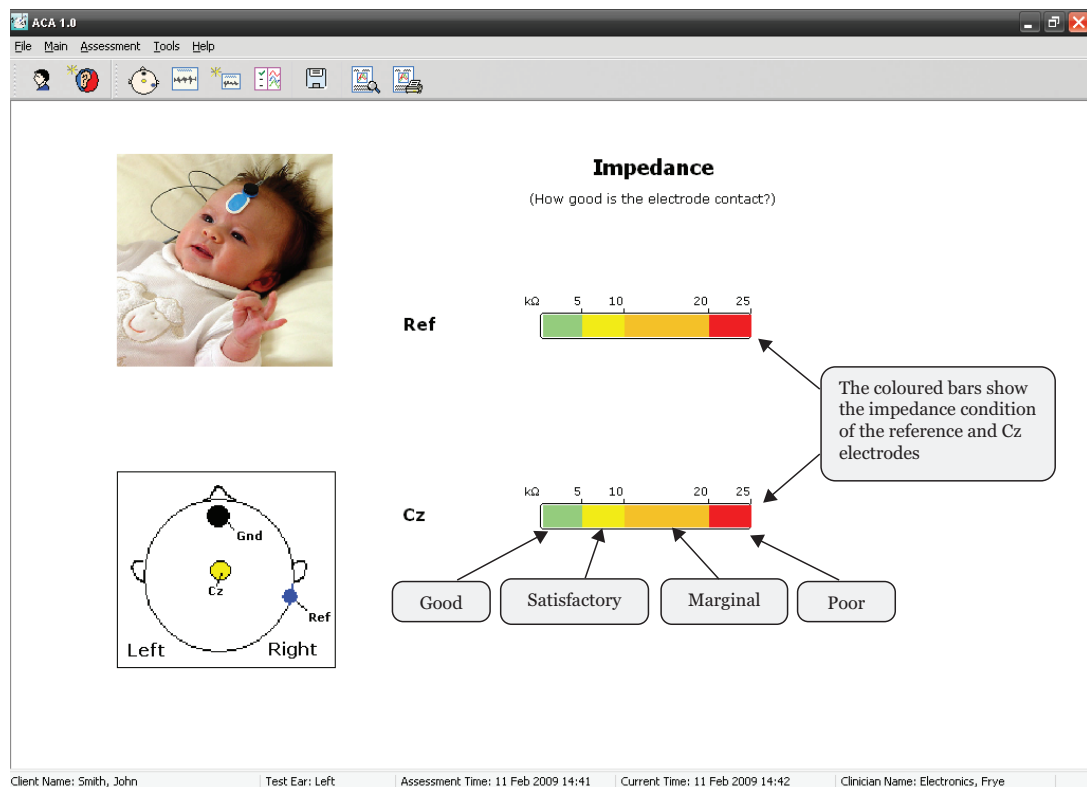 ACA 1.0
File Main Assessment Tools Help
Impedance
(How good is the electrode contact?)
kΩ 5 10 20 25
Ref
The coloured bars show
the impedance condition
of the reference and Cz
electrodes
kΩ 5 10 20 25
Cz
Gnd
Cz
Ref
Left Right
Good Satisfactory Marginal Poor
Client Name: Smith, John Test Ear: Left Assessment Time: 11 Feb 2009 14:41 Current Time: 11 Feb 2009 14:42 Clinician Name: Electronics, Frye